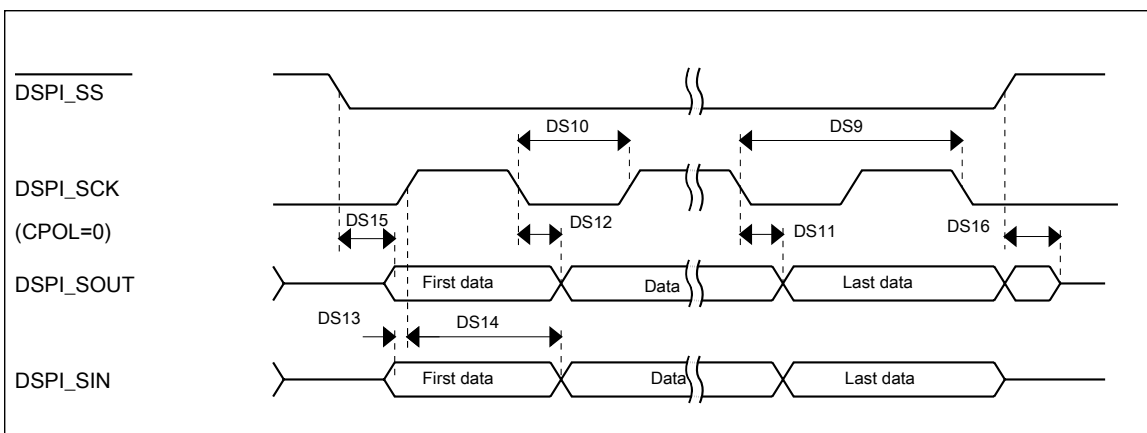 DSPI_SS
DS10
DS9
DSPI_SCK
(CPOL=0)
DS15
DS12
DS11
DS16
DSPI_SOUT
First data
Data
Last data
DS13
DS14
DSPI_SIN
First data
Data
Last data